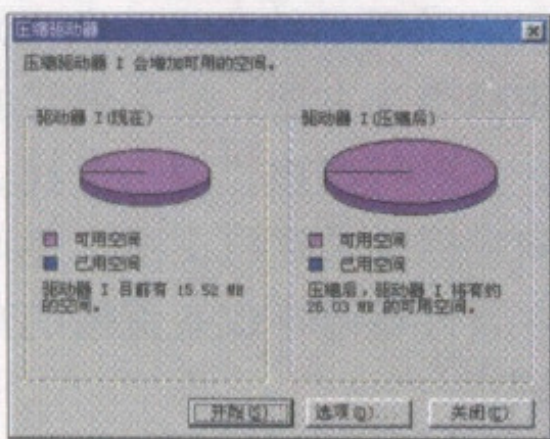 压缩驱动器
压缩驱动器 I 会增加可用的空间。
驱动器 I(现在)
驱动器 I(压缩后)
可用空间
已用空间
驱动器 I 目前有 15.52 MB
的空间。
可用空间
已用空间
压缩后，驱动器 I 将有约
26.03 MB 的可用空间。
开始(S)
选项(O)...
关闭(C)